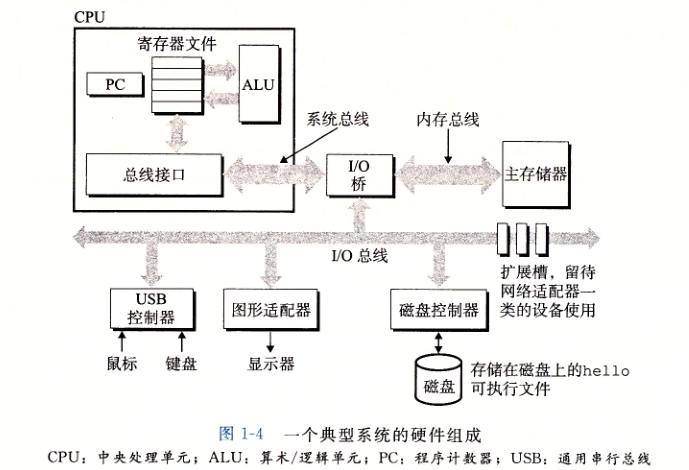 CPU
寄存器文件
PC
ALU
系统总线
内存总线
总线接口
I/O
桥
主存储器
I/O 总线
扩展槽，留待
网络适配器一
类的设备使用
USB
控制器
图形适配器
磁盘控制器
鼠标
键盘
显示器
磁盘
存储在磁盘上的hello
可执行文件
图 1-4 一个典型系统的硬件组成
CPU：中央处理单元；ALU：算术/逻辑单元；PC：程序计数器；USB：通用串行总线